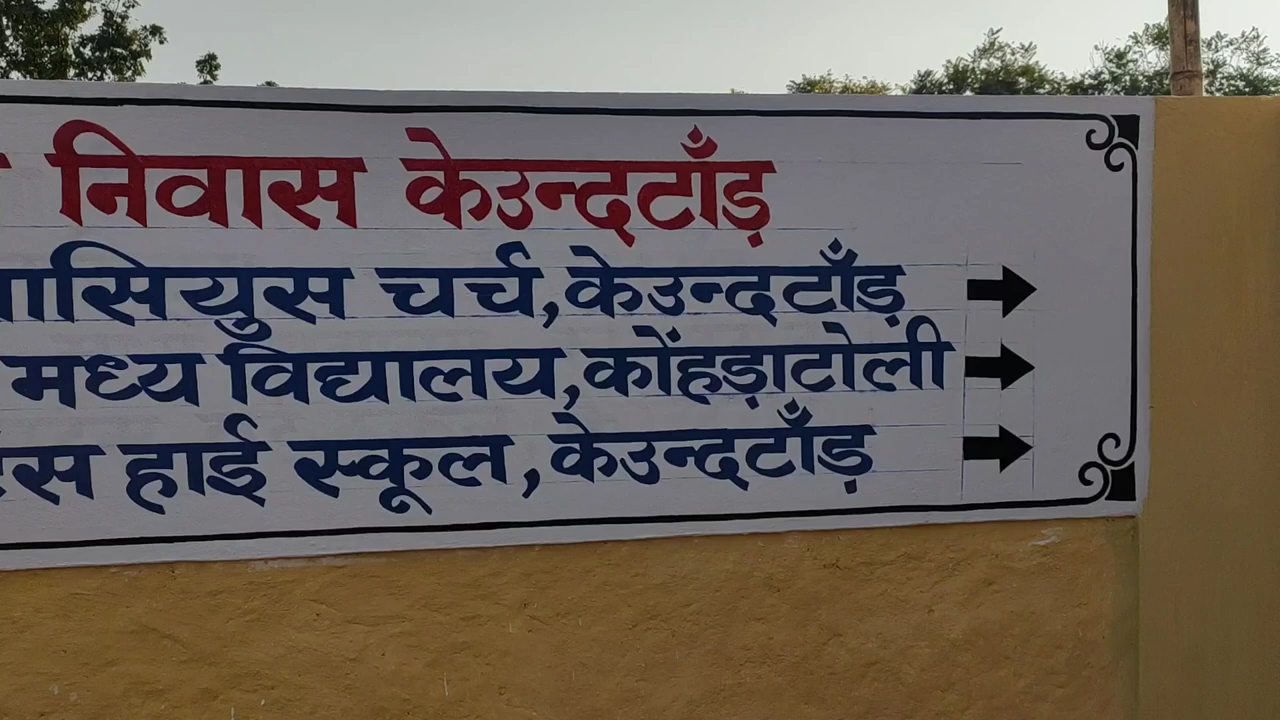 निवास केउन्दटाँड़
ासियुस चर्च,केउन्दटाँड़
मध्य विद्यालय,कोंहड़ाटोली
हाई स्कूल,केउन्दटाँड़